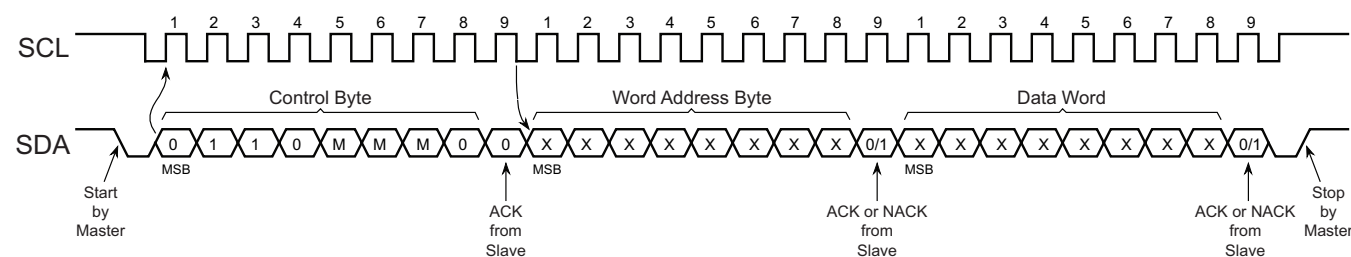 1 2 3 4 5 6 7 8 9 1 2 3 4 5 6 7 8 9 1 2 3 4 5 6 7 8 9
SCL
Control Byte Word Address Byte Data Word
SDA 0 1 1 0 M M M 0 0 X X X X X X X X 0/1 X X X X X X X X 0/1
MSB MSB MSB
Start
by
Master
ACK
from
Slave
ACK or NACK
from
Slave
ACK or NACK
from
Slave
Stop
by
Master